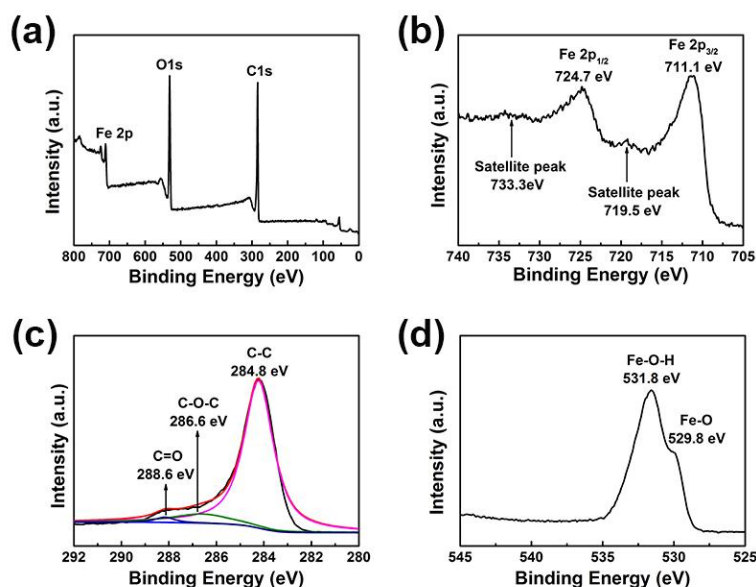 (a)
O1s
C1s
Fe 2p
Intensity (a.u.)
800 700 600 500 400 300 200 100 0
Binding Energy (eV)
(b)
Fe 2p1/2
724.7 eV
Fe 2p3/2
711.1 eV
Satellite peak
733.3eV
Satellite peak
719.5 eV
Intensity (a.u.)
740 735 730 725 720 715 710 705
Binding Energy (eV)
(c)
C-C
284.8 eV
C-O-C
286.6 eV
C=O
288.6 eV
Intensity (a.u.)
292 290 288 286 284 282 280
Binding Energy (eV)
(d)
Fe-O-H
531.8 eV
Fe-O
529.8 eV
Intensity (a.u.)
545 540 535 530 525
Binding Energy (eV)